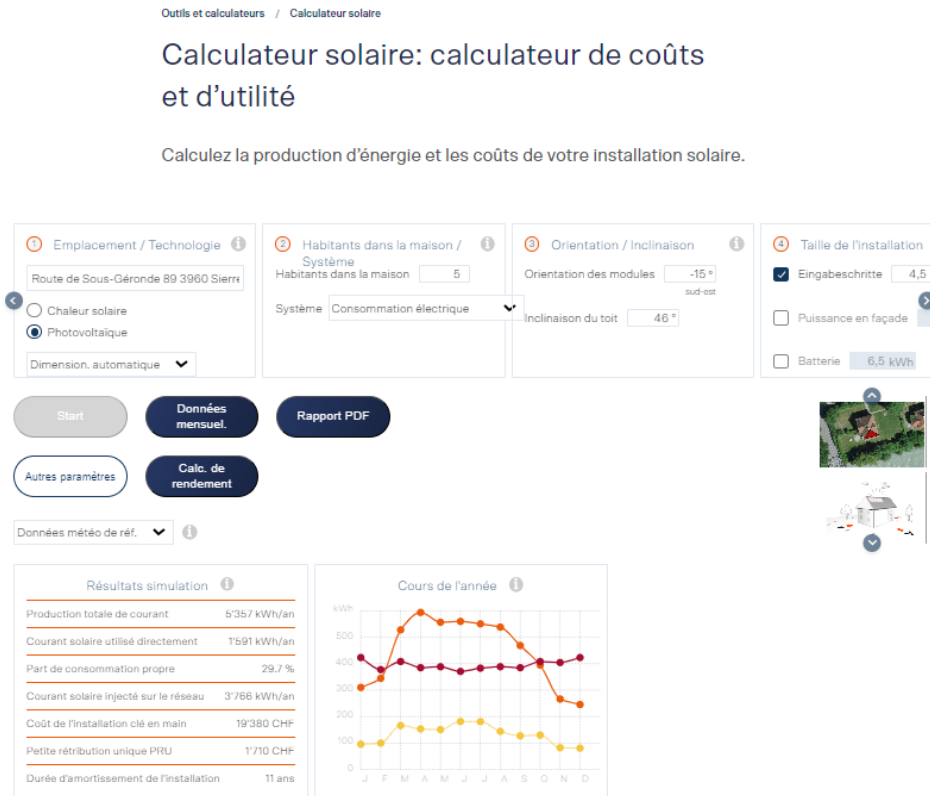 Outils et calculateurs / Calculateur solaire
Calculateur solaire: calculateur de coûts
et d’utilité
Calculez la production d'énergie et les coûts de votre installation solaire.
1 Emplacement / Technologie i
Route de Sous-Géronde 89 3960 Sierre
Chaleur solaire
Photovoltaïque
Dimension. automatique
2 Habitants dans la maison / i
Système
Habitants dans la maison 5
Système Consommation électrique
3 Orientation / Inclinaison i
Orientation des modules -15 °
sud-est
Inclinaison du toit 46 °
4 Taille de l'installation
Eingabeschritte 4,5
Puissance en façade
Batterie 6,5 kWh
Start
Données
mensuel.
Rapport PDF
Autres paramètres
Calc. de
rendement
Données météo de réf. i
Résultats simulation i
Production totale de courant 5'357 kWh/an
Courant solaire utilisé directement 1'591 kWh/an
Part de consommation propre 29.7 %
Courant solaire injecté sur le réseau 3'766 kWh/an
Coût de l'installation clé en main 19'380 CHF
Petite rétribution unique PRU 1'710 CHF
Durée d'amortissement de l'installation 11 ans
Cours de l'année i
kWh
500
400
300
200
100
0
J F M A M J J A S O N D